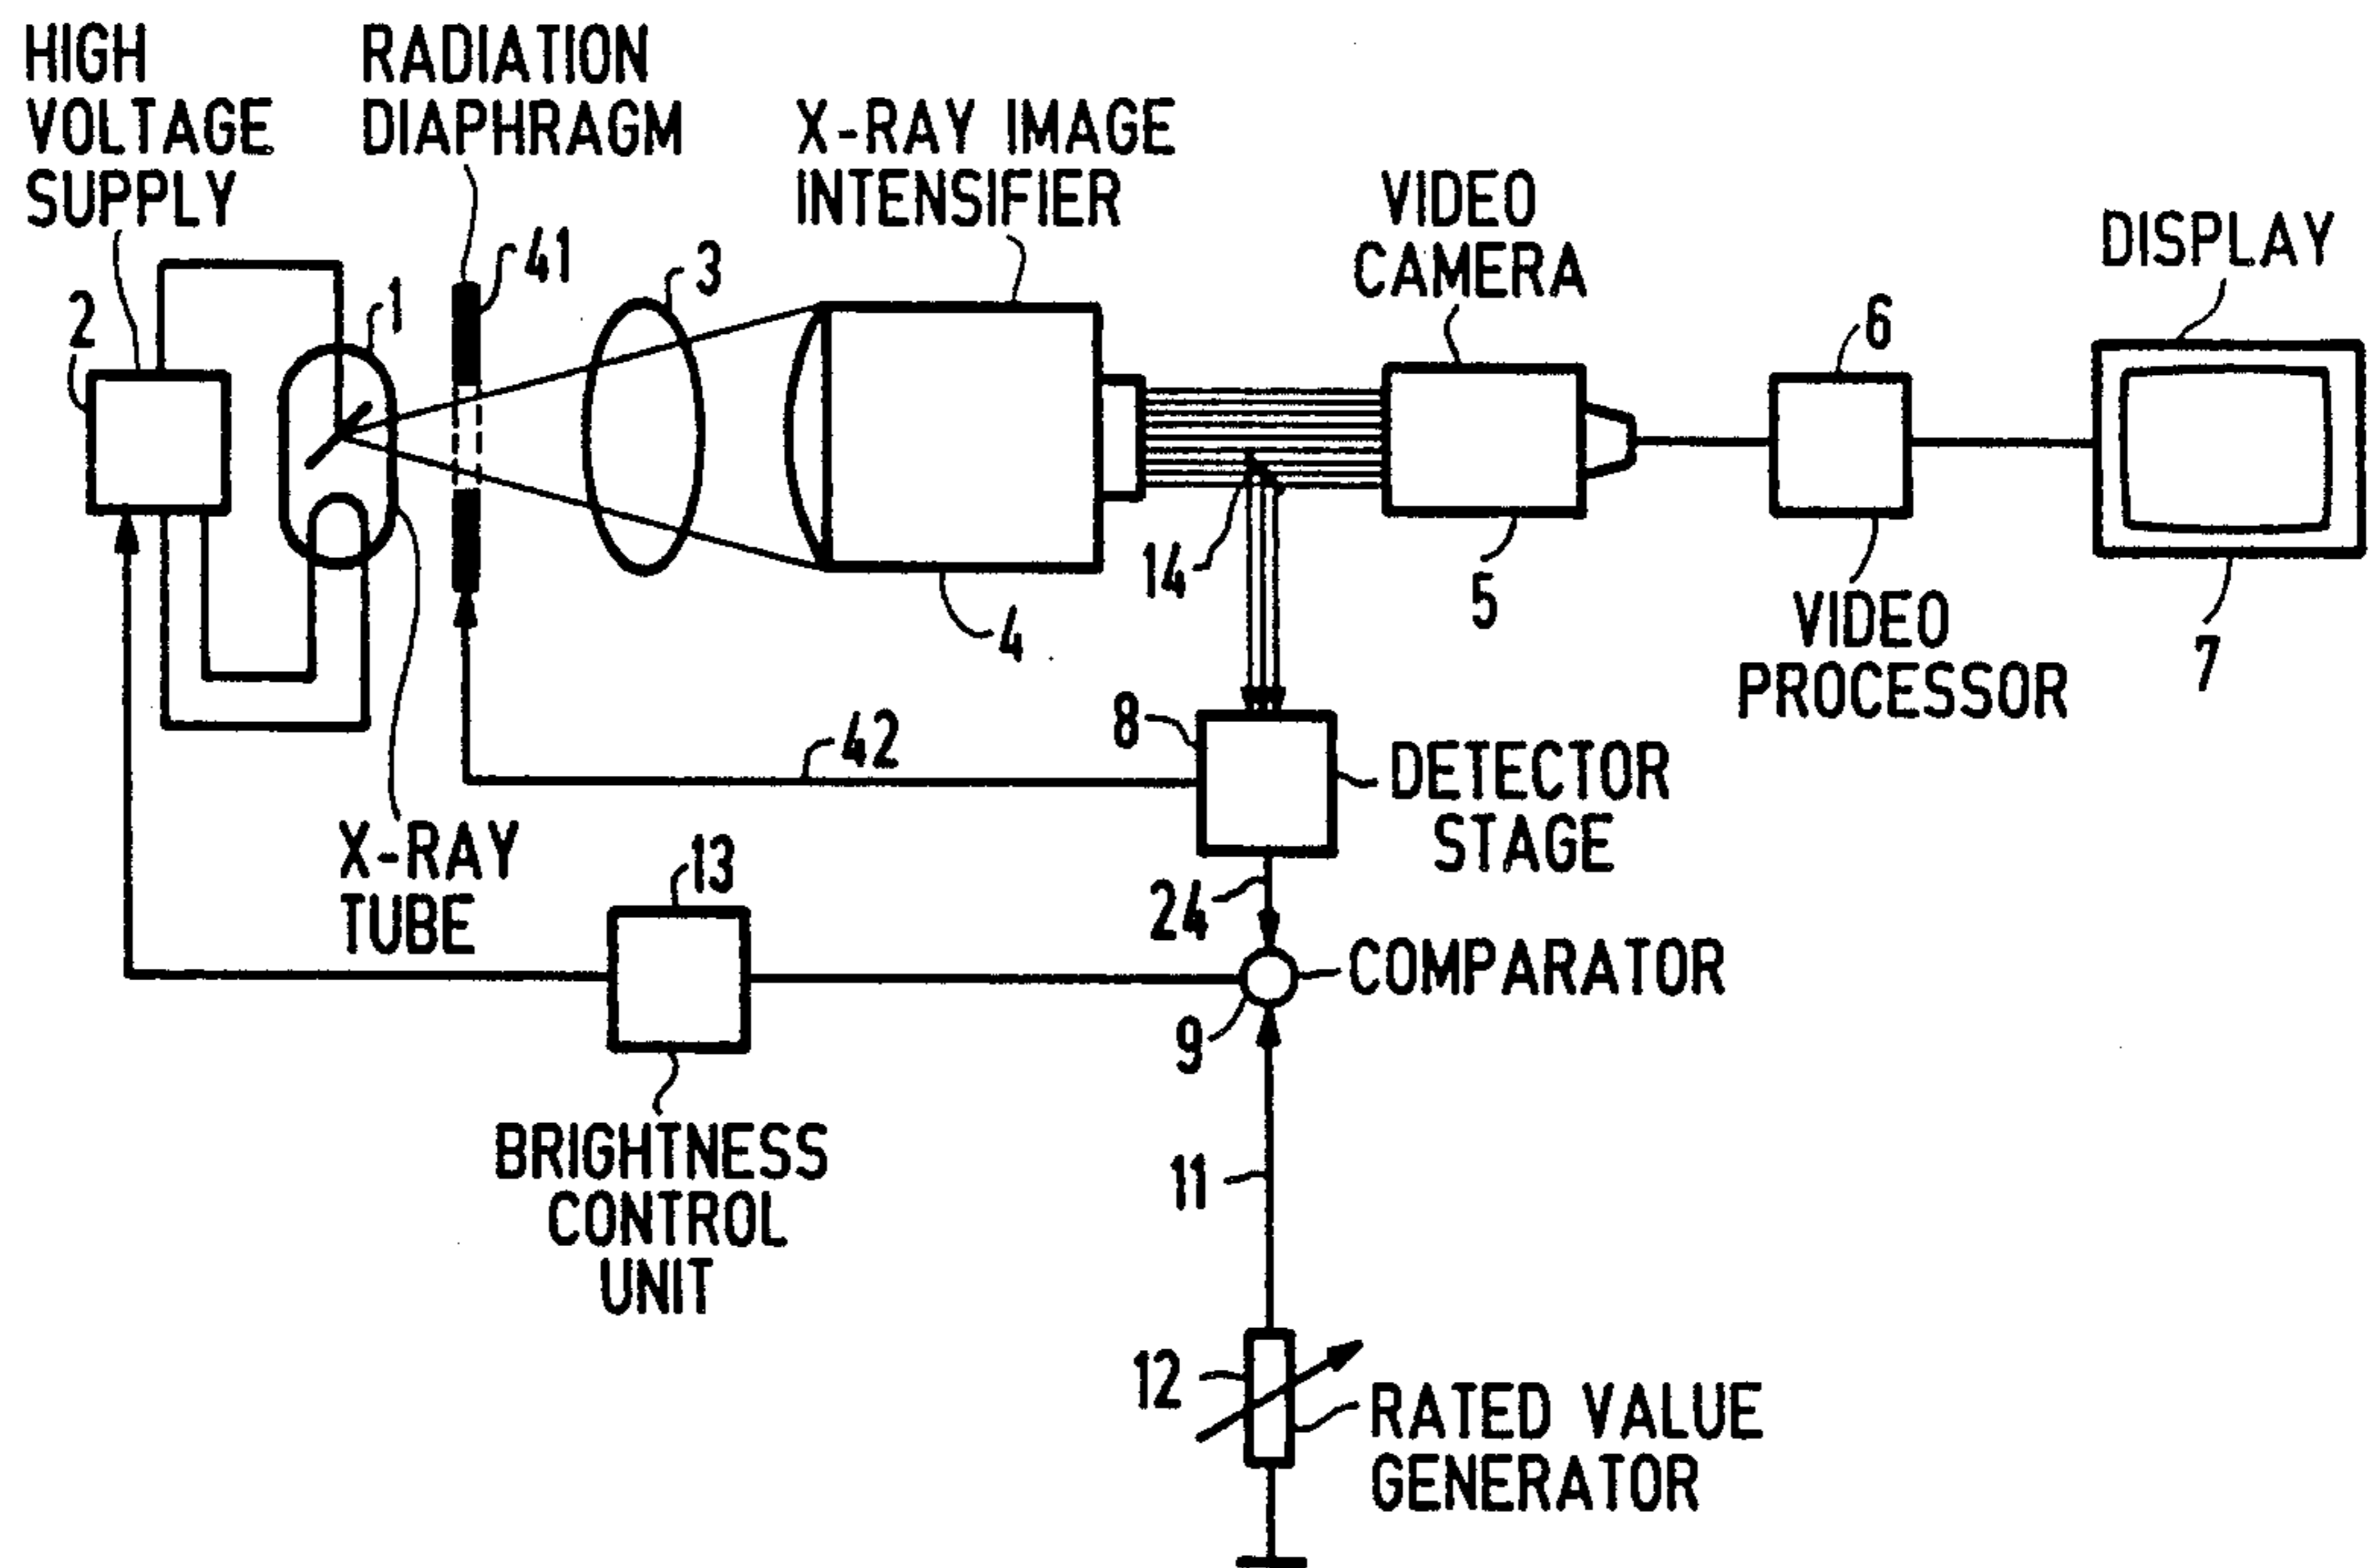 HIGH
VOLTAGE
SUPPLY
RADIATION
DIAPHRAGM
X-RAY IMAGE
INTENSIFIER
VIDEO
CAMERA
DISPLAY
2
1
41
3
6
14
4
5
VIDEO
PROCESSOR
7
8
42
DETECTOR
STAGE
X-RAY
TUBE
13
24
COMPARATOR
9
BRIGHTNESS
CONTROL
UNIT
11
12
RATED VALUE
GENERATOR